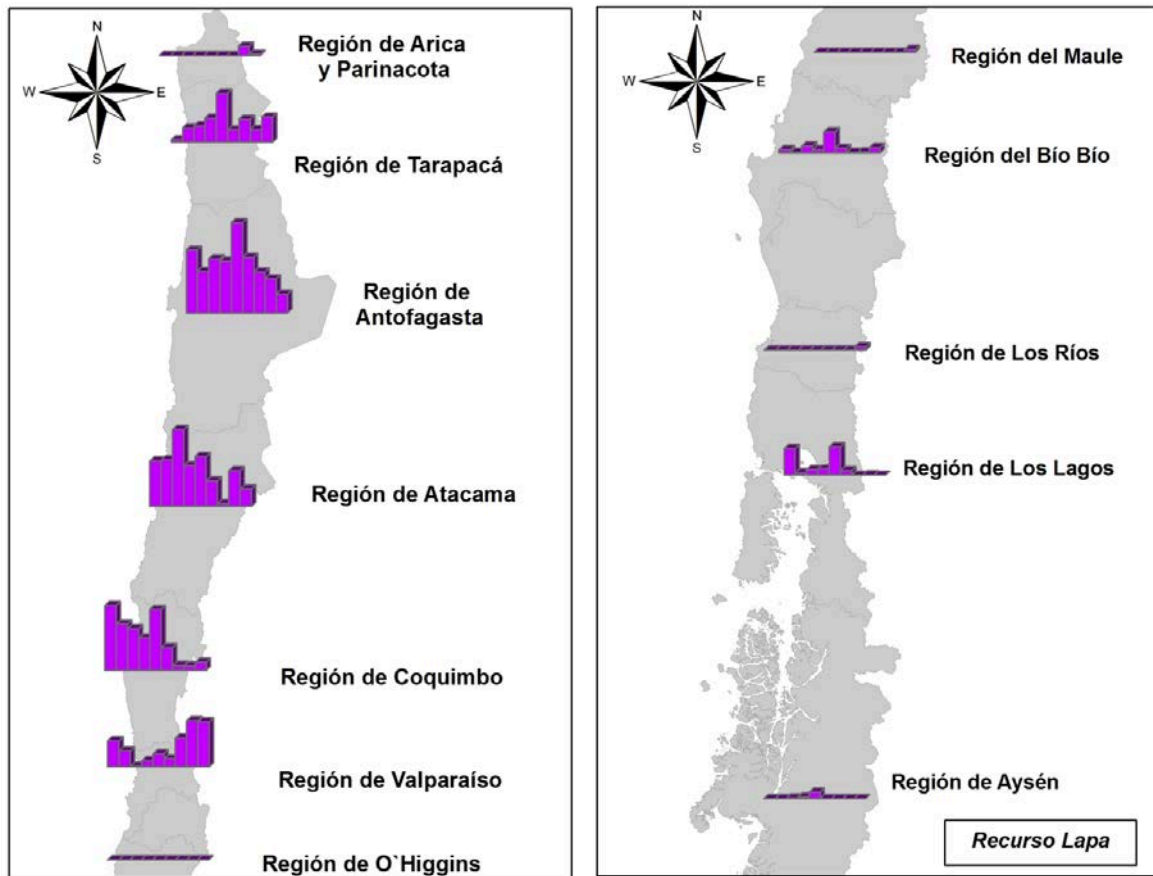 N
W
E
S
Región de Arica
y Parinacota
Región de Tarapacá
Región de
Antofagasta
Región de Atacama
Región de Coquimbo
Región de Valparaíso
Región de O`Higgins
N
W
E
S
Región del Maule
Región del Bío Bío
Región de Los Ríos
Región de Los Lagos
Región de Aysén
Recurso Lapa